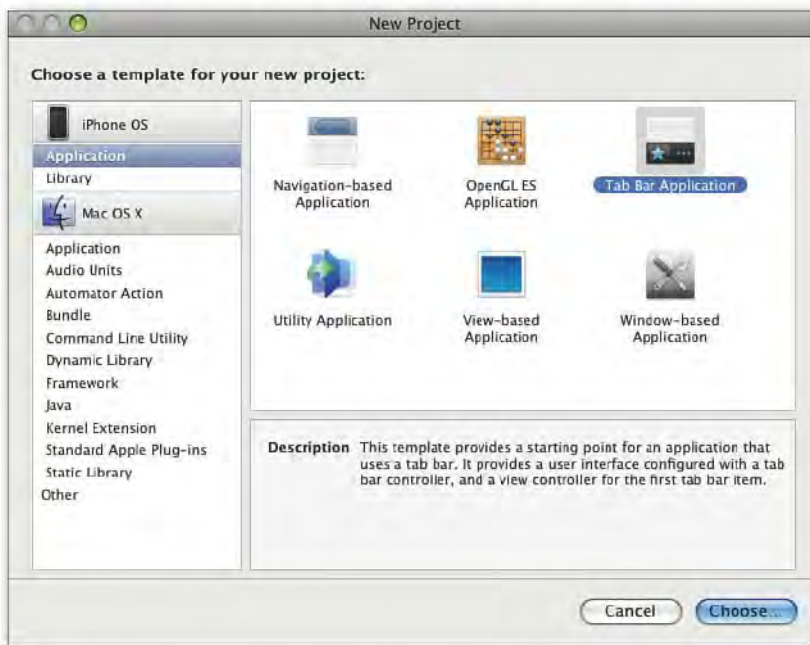 New Project
Choose a template for your new project:
iPhone OS
Application
Library
Mac OS X
Application
Audio Units
Automator Action
Bundle
Command Line Utility
Dynamic Library
Framework
Java
Kernel Extension
Standard Apple Plug-ins
Static Library
Other
Navigation-based
Application
OpenGL ES
Application
Tab Bar Application
Utility Application
View-based
Application
Window-based
Application
Description This template provides a starting point for an application that
uses a tab bar. It provides a user interface configured with a tab
bar controller, and a view controller for the first tab bar item.
Cancel
Choose...